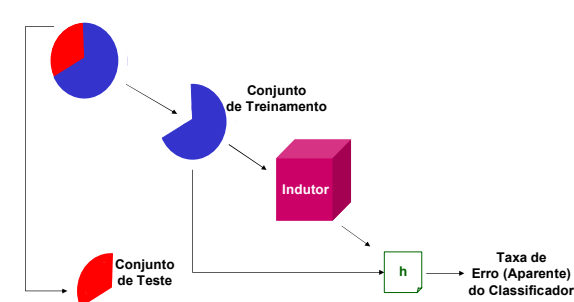 Conjunto
de Treinamento
Indutor
Conjunto
de Teste
h
Taxa de
Erro (Aparente)
do Classificador